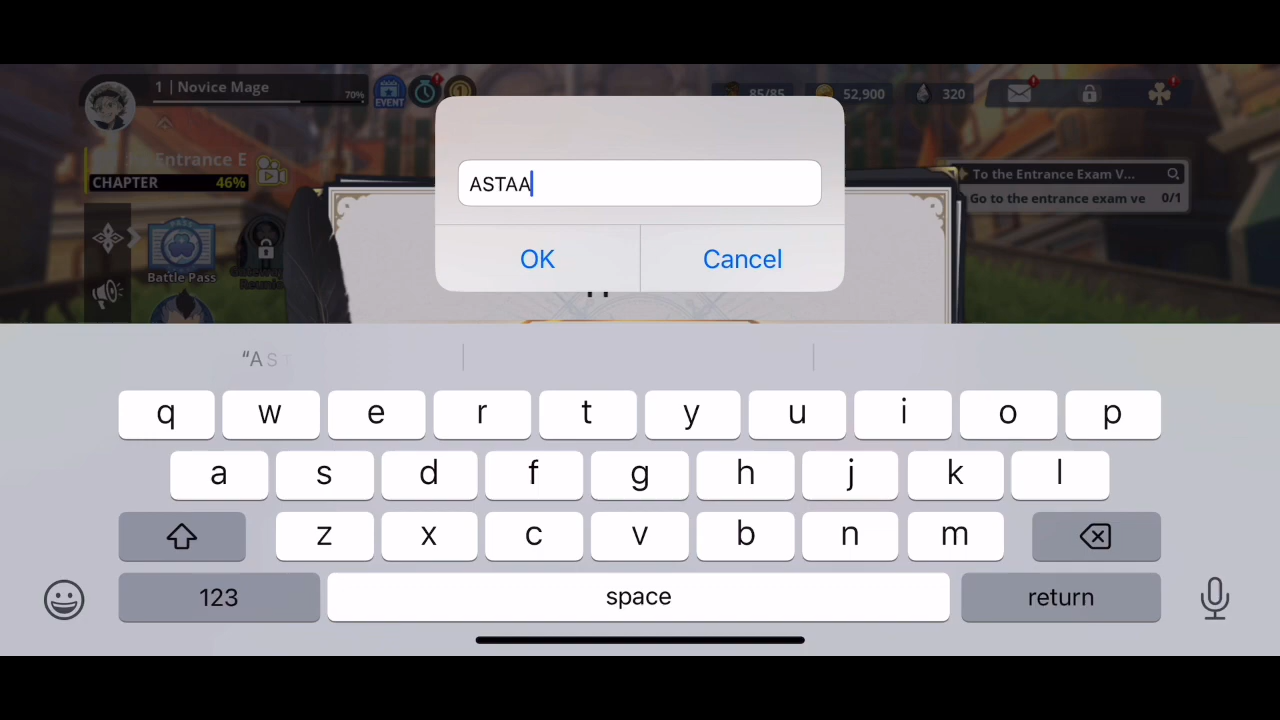 1 | Novice Mage
70%
EVENT
85/85
52,900
320
Entrance E
CHAPTER 46%
To the Entrance Exam V...
Go to the entrance exam ve 0/1
Battle Pass
ASTAA
OK
Cancel
"AST
q w e r t y u i o p
a s d f g h j k l
z x c v b n m
123
space
return